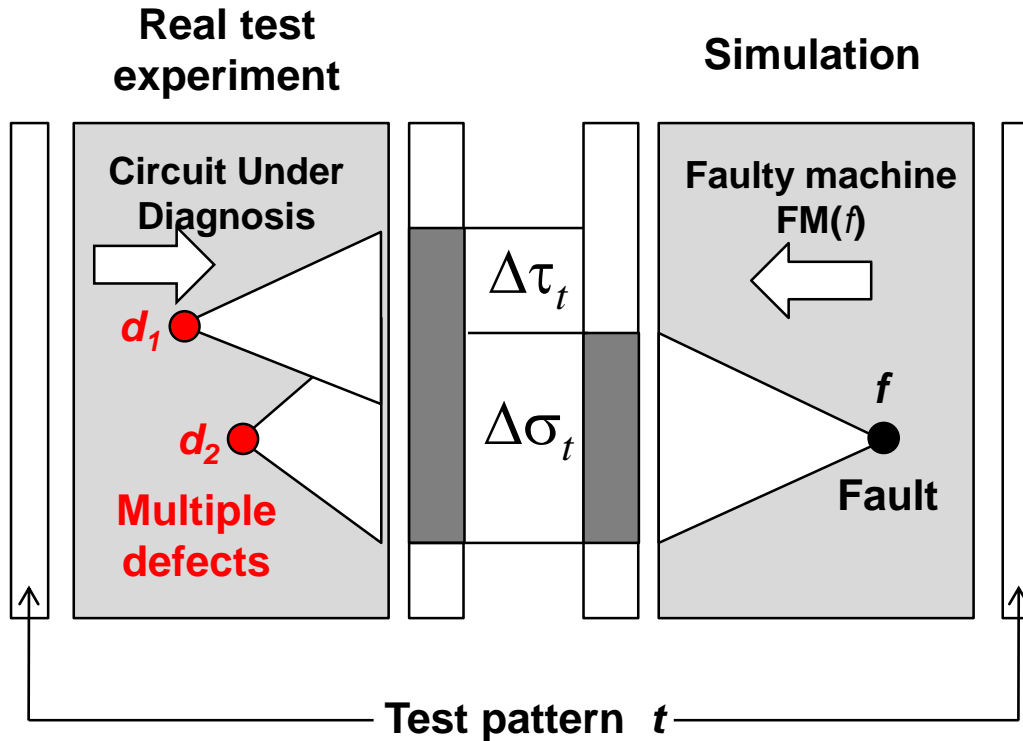 Real test
experiment
Simulation
Circuit Under
Diagnosis
Faulty machine
FM(f)
Δτt
d1
f
d2
Δσt
Fault
Multiple
defects
Test pattern t